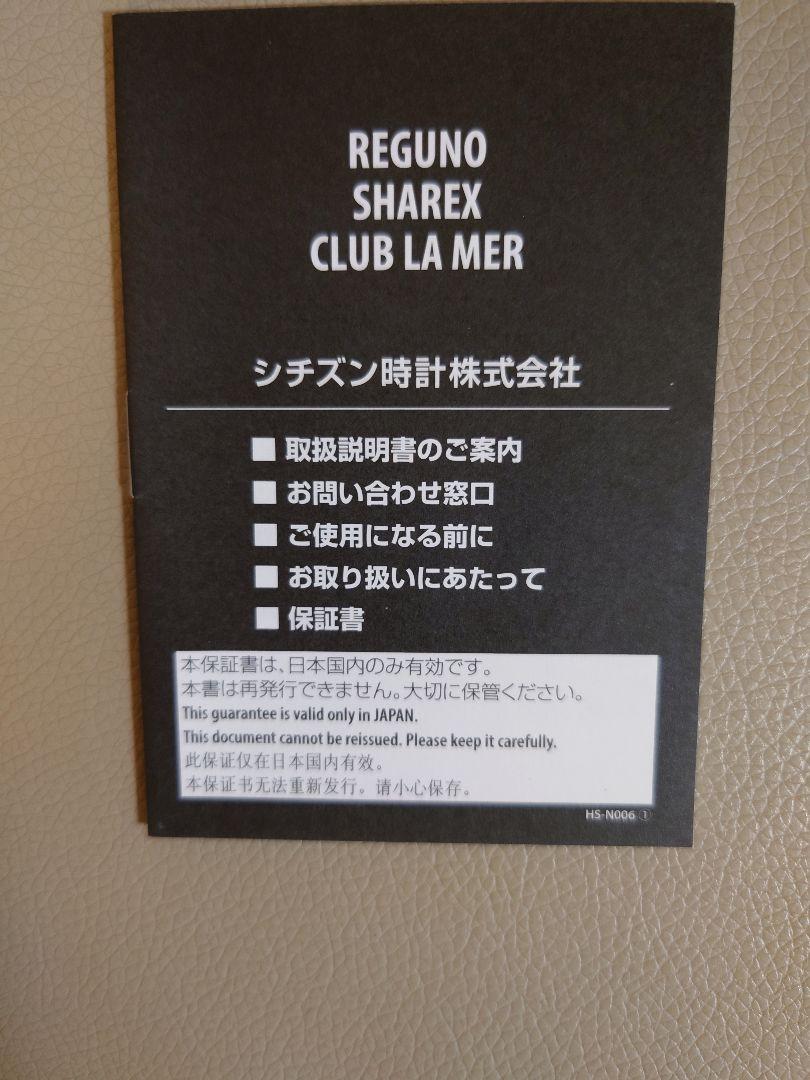 REGUNO
SHAREX
CLUB LA MER
シチズン時計株式会社
■ 取扱説明書のご案内
■ お問い合わせ窓口
■ ご使用になる前に
■ お取り扱いにあたって
■ 保証書
本保証書は、日本国内のみ有効です。
本書は再発行できません。大切に保管ください。
This guarantee is valid only in JAPAN.
This document cannot be reissued. Please keep it carefully.
此保证仅在日本国内有效。
本保证书无法重新发行。请小心保存。
HS-N006 ①